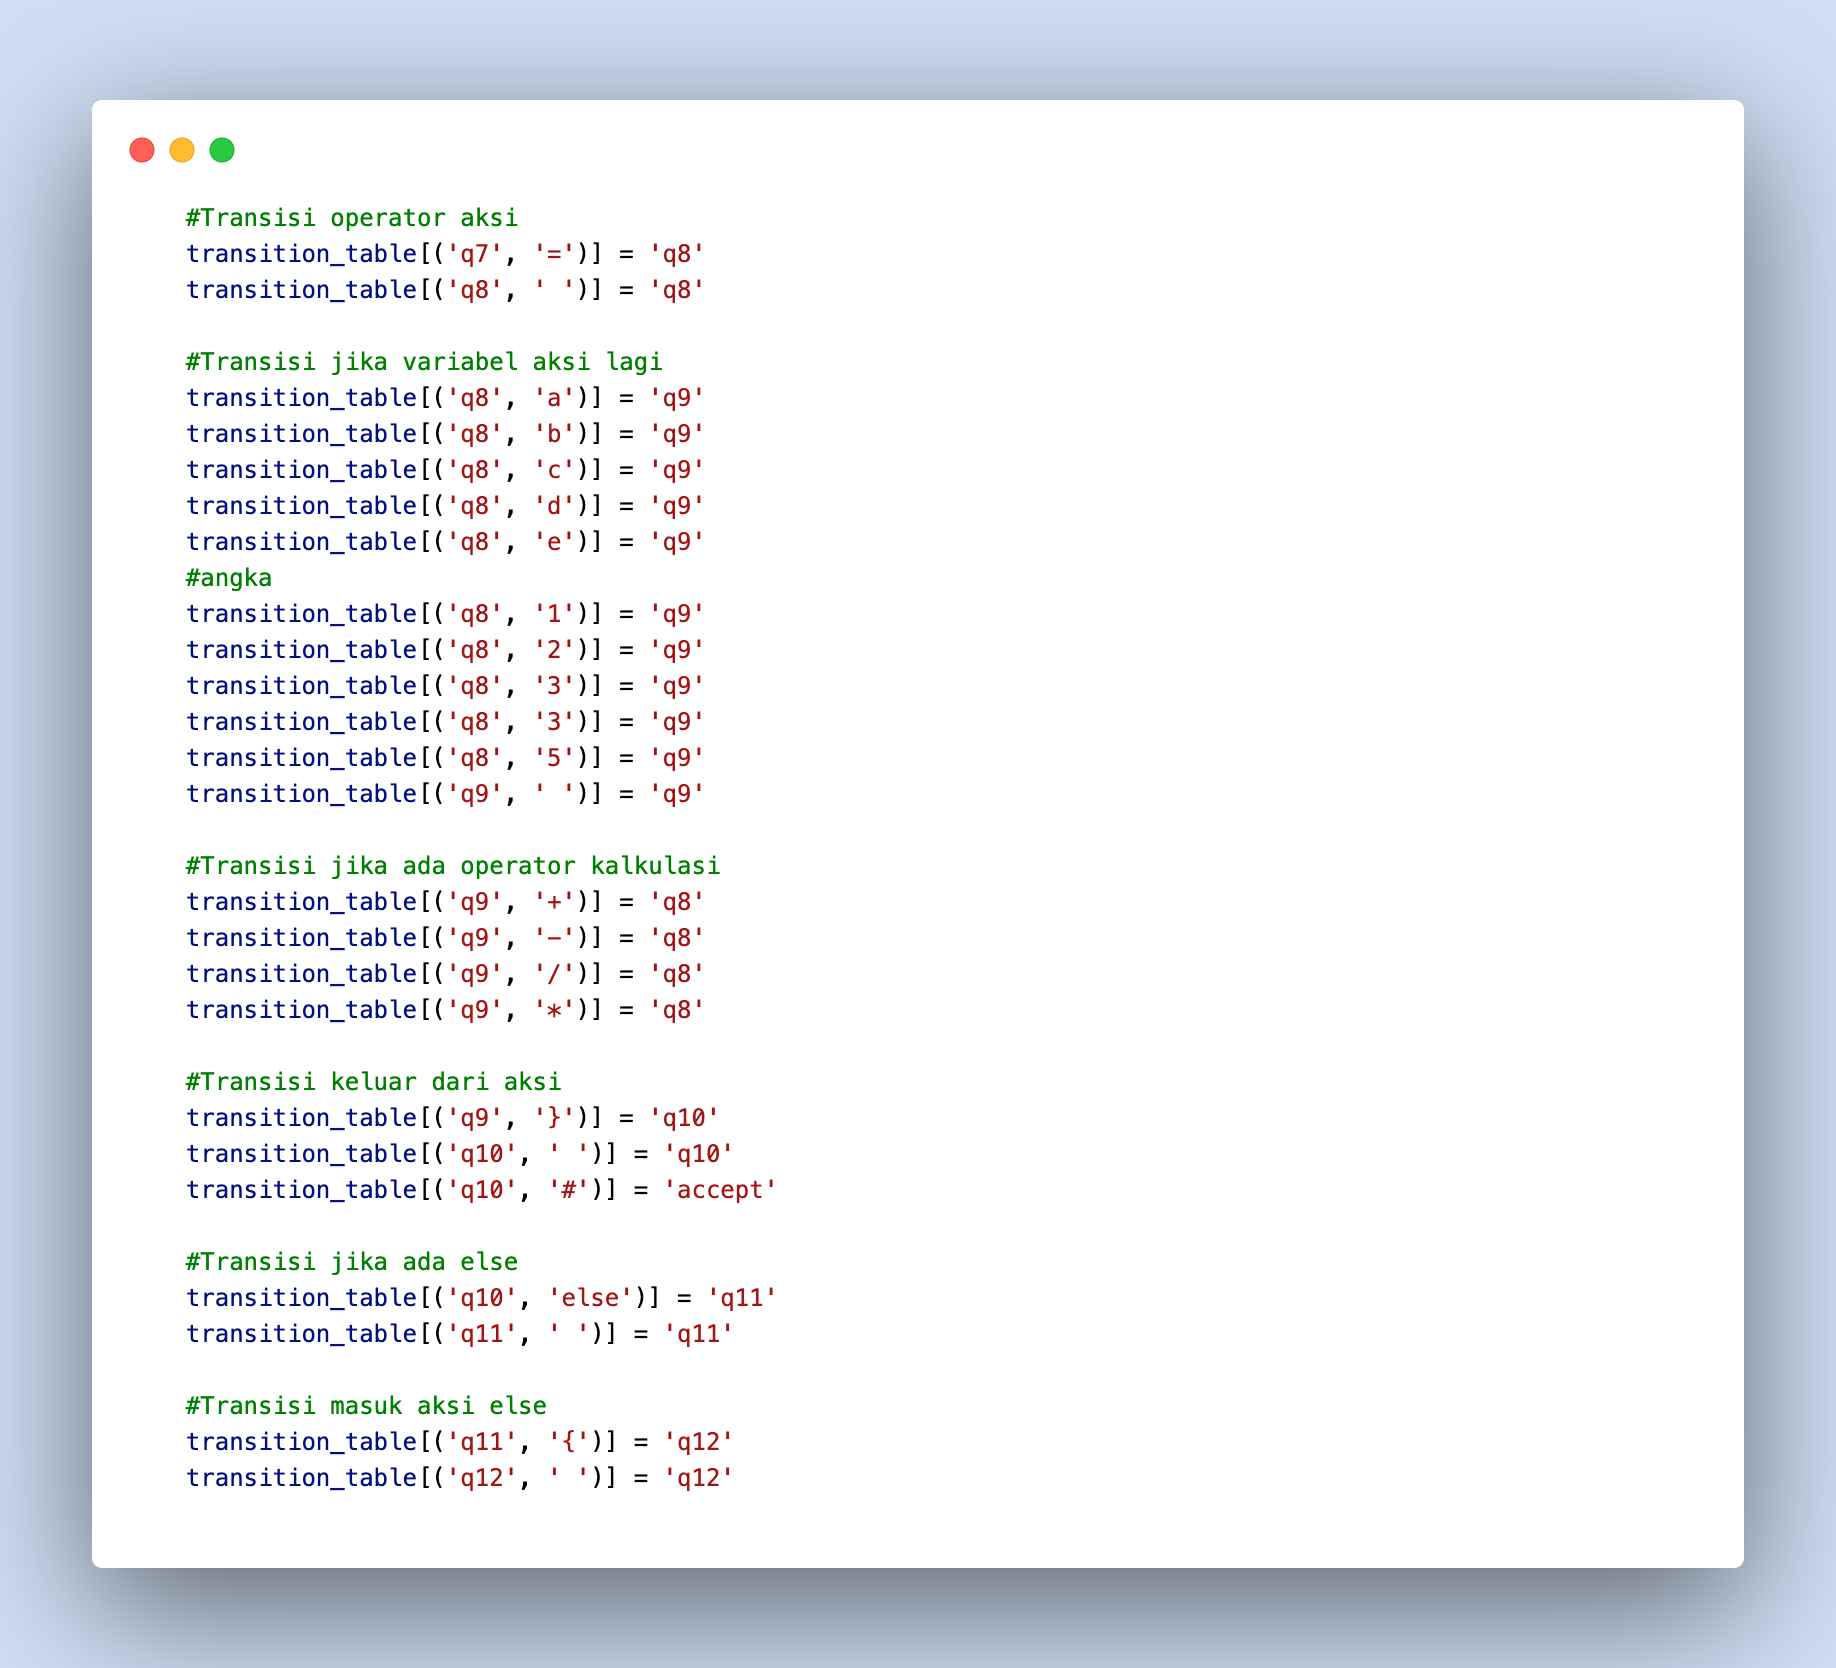 #Transisi operator aksi
transition_table[('q7', '=')] = 'q8'
transition_table[('q8', ' ')] = 'q8'
#Transisi jika variabel aksi lagi
transition_table[('q8', 'a')] = 'q9'
transition_table[('q8', 'b')] = 'q9'
transition_table[('q8', 'c')] = 'q9'
transition_table[('q8', 'd')] = 'q9'
transition_table[('q8', 'e')] = 'q9'
#angka
transition_table[('q8', '1')] = 'q9'
transition_table[('q8', '2')] = 'q9'
transition_table[('q8', '3')] = 'q9'
transition_table[('q8', '3')] = 'q9'
transition_table[('q8', '5')] = 'q9'
transition_table[('q9', ' ')] = 'q9'
#Transisi jika ada operator kalkulasi
transition_table[('q9', '+')] = 'q8'
transition_table[('q9', '-')] = 'q8'
transition_table[('q9', '/')] = 'q8'
transition_table[('q9', '*')] = 'q8'
#Transisi keluar dari aksi
transition_table[('q9', '}')] = 'q10'
transition_table[('q10', ' ')] = 'q10'
transition_table[('q10', '#')] = 'accept'
#Transisi jika ada else
transition_table[('q10', 'else')] = 'q11'
transition_table[('q11', ' ')] = 'q11'
#Transisi masuk aksi else
transition_table[('q11', '{')] = 'q12'
transition_table[('q12', ' ')] = 'q12'